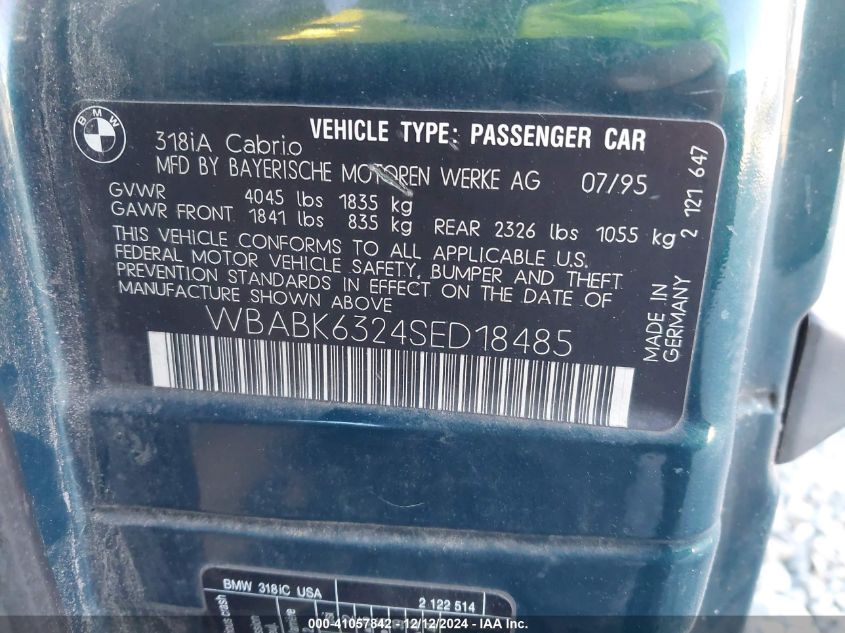 BMW
318iA Cabrio VEHICLE TYPE: PASSENGER CAR
MFD BY BAYERISCHE MOTOREN WERKE AG 07/95
GVWR 4045 lbs 1835 kg
GAWR FRONT 1841 lbs 835 kg REAR 2326 lbs 1055 kg
THIS VEHICLE CONFORMS TO ALL APPLICABLE U.S.
FEDERAL MOTOR VEHICLE SAFETY, BUMPER AND THEFT
PREVENTION STANDARDS IN EFFECT ON THE DATE OF
MANUFACTURE SHOWN ABOVE
WBABK6324SED18485
2 121 647
MADE IN
GERMANY
BMW 318iC USA 2 122 514
000-41057842 - 12/12/2024 - IAA Inc.